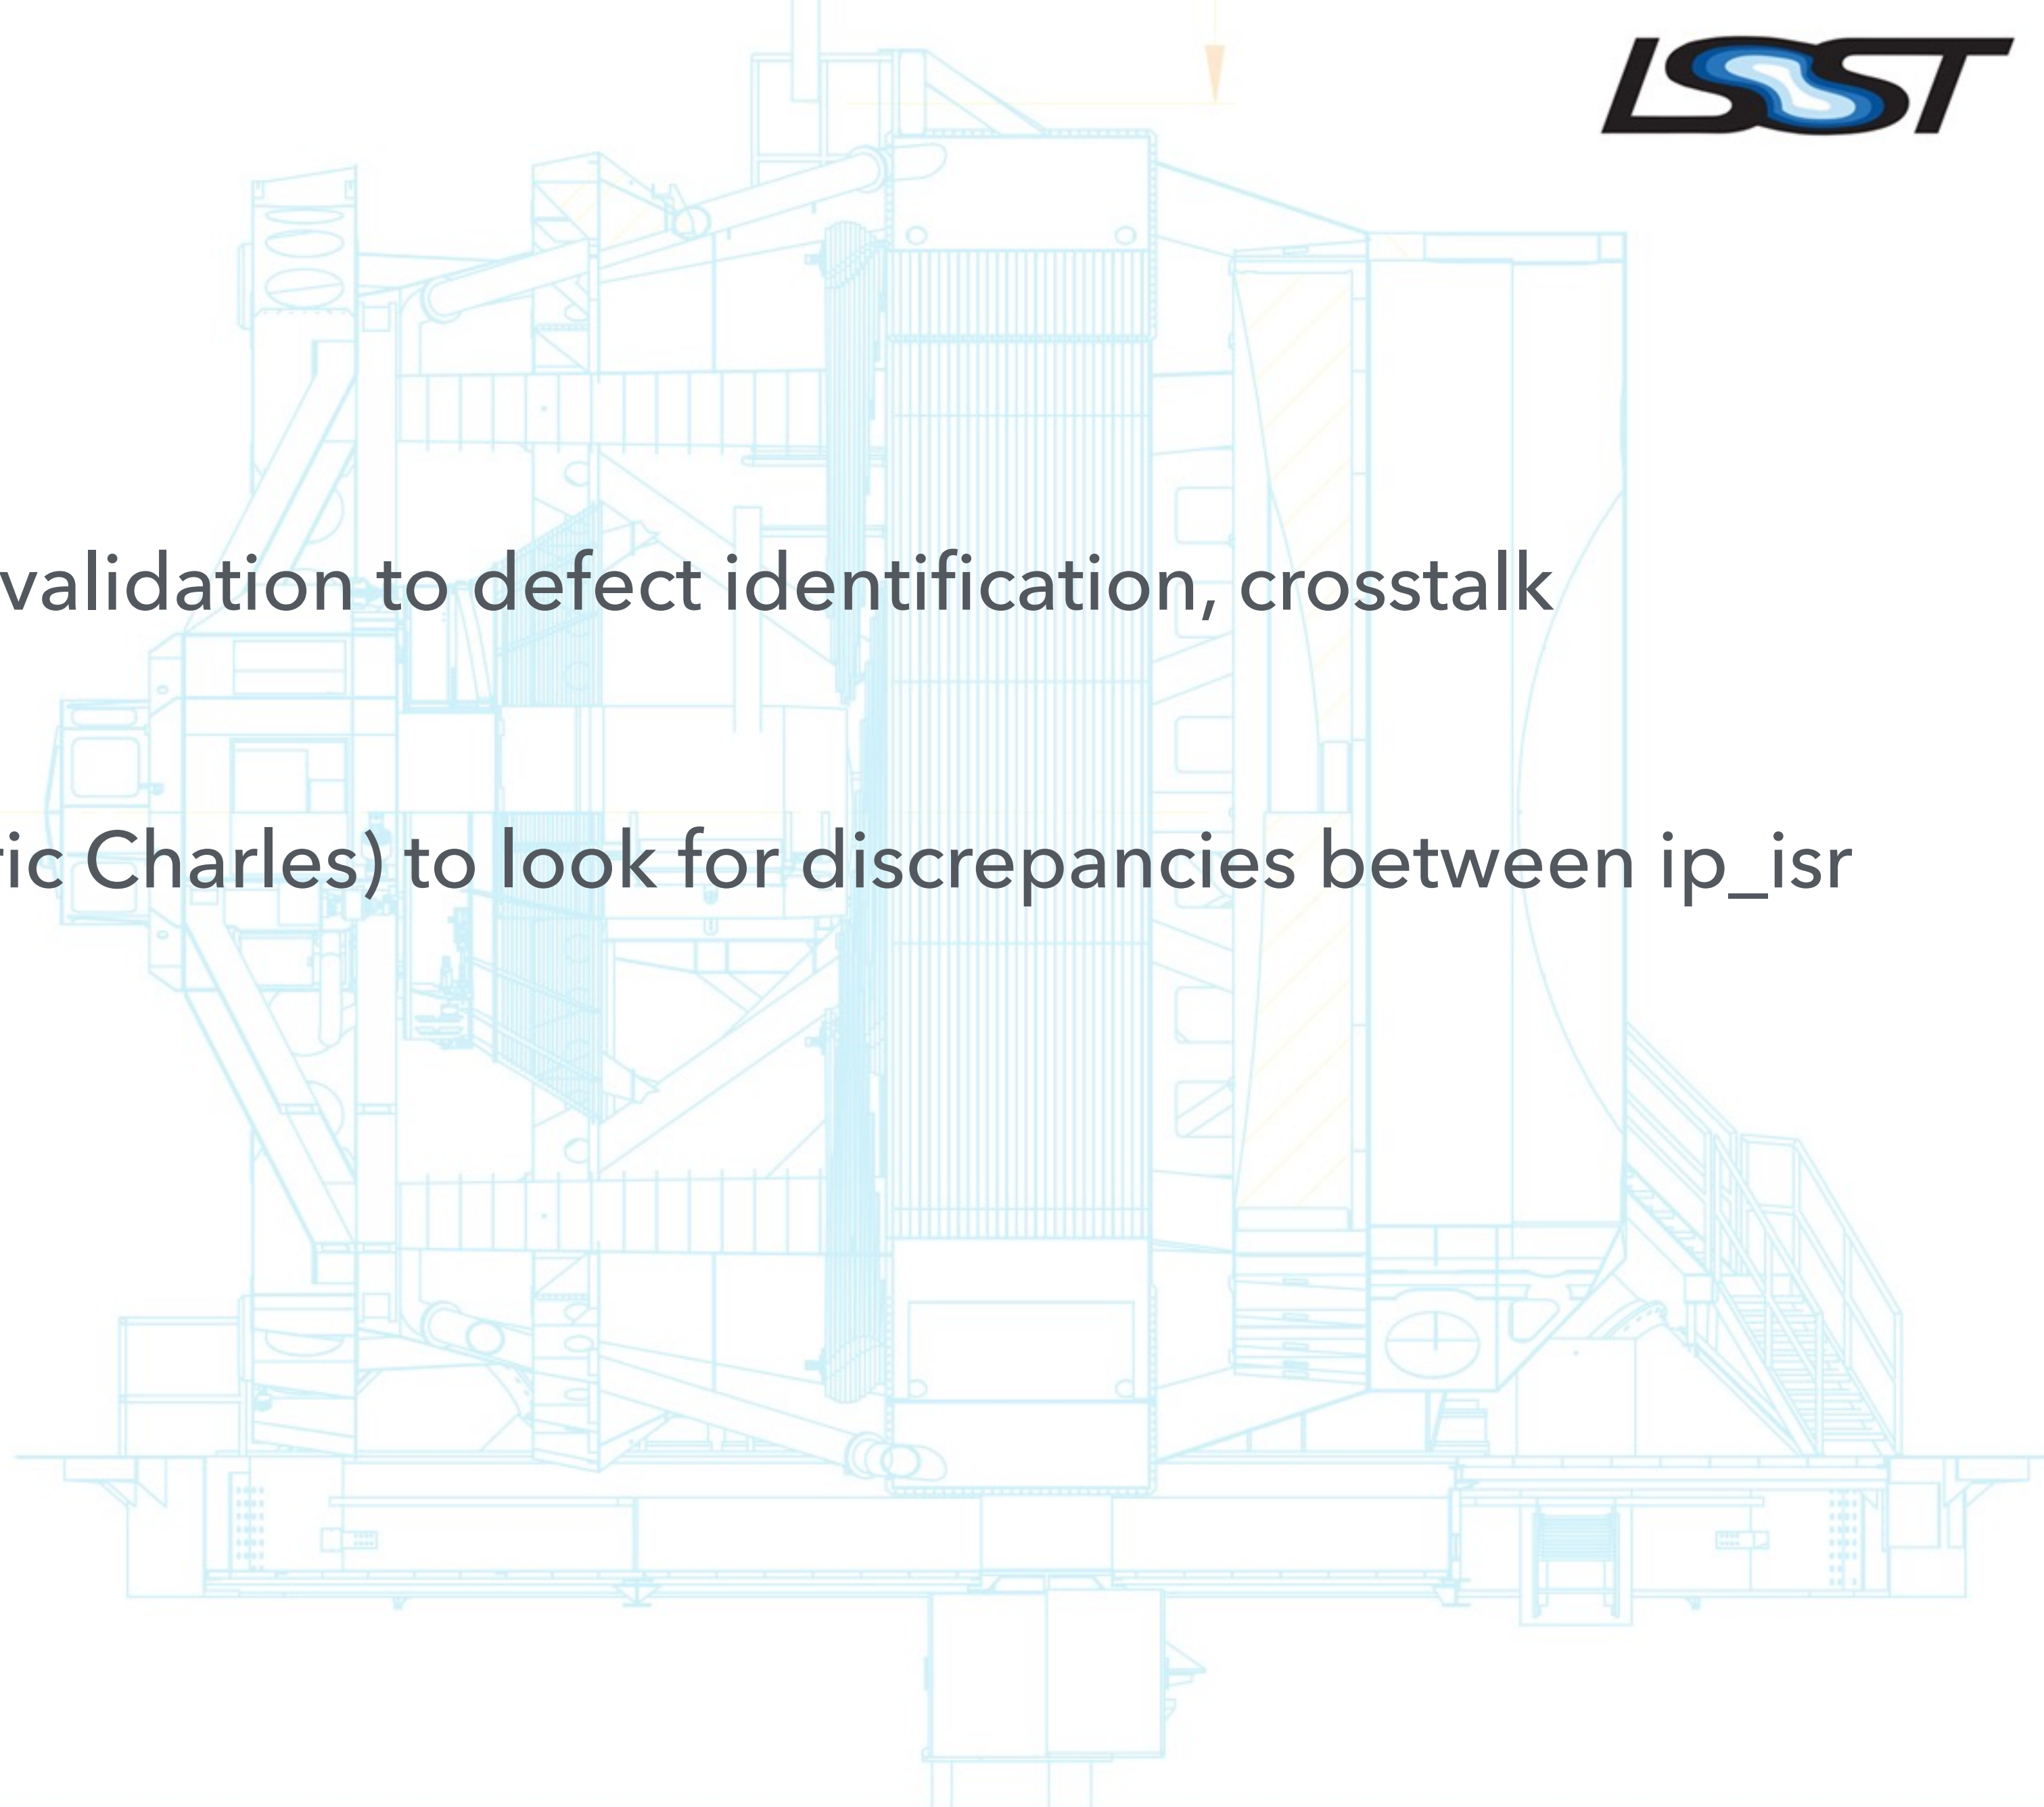 LSST
validation to defect identification, crosstalk
ic Charles) to look for discrepancies between ip_isr